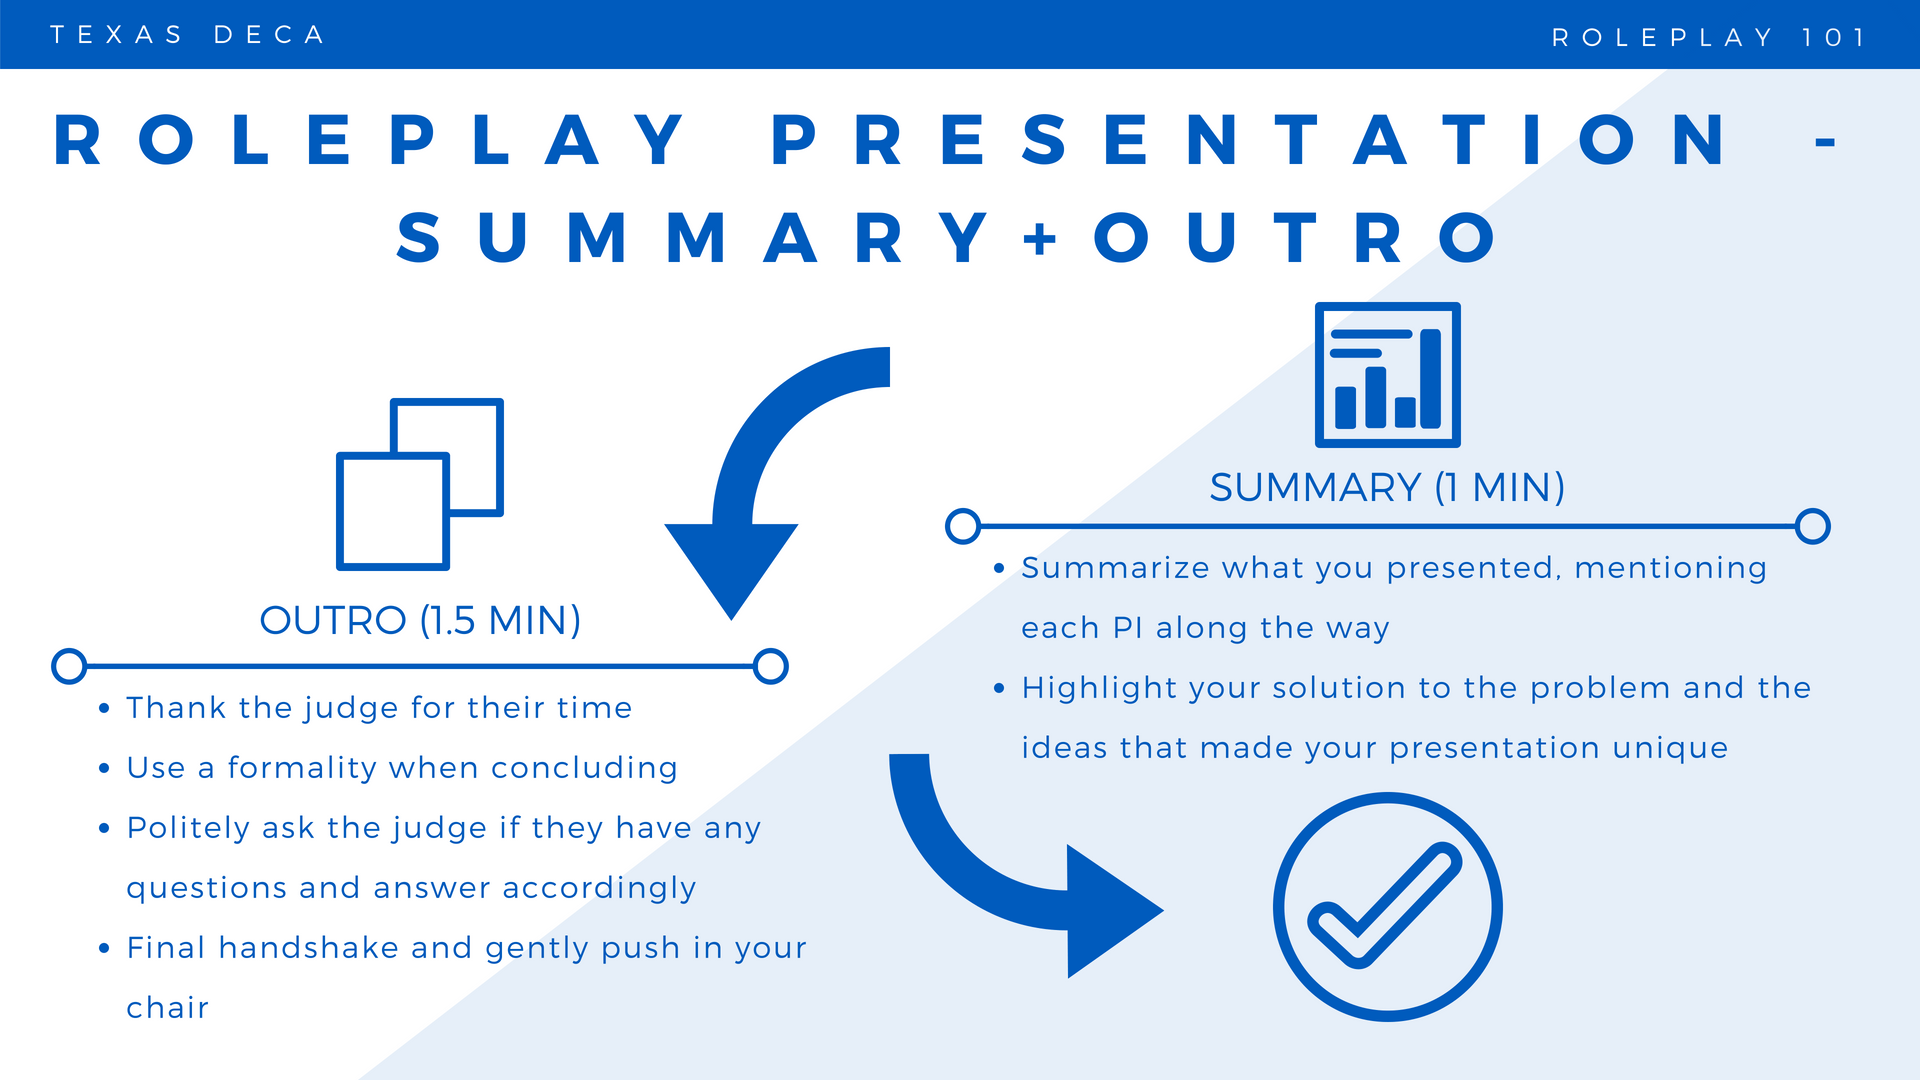 TEXAS DECA
ROLEPLAY 101
ROLEPLAY PRESENTATION -
SUMMARY+OUTRO
SUMMARY (1 MIN)
• Summarize what you presented, mentioning
each PI along the way
• Highlight your solution to the problem and the
ideas that made your presentation unique
OUTRO (1.5 MIN)
• Thank the judge for their time
• Use a formality when concluding
• Politely ask the judge if they have any
questions and answer accordingly
• Final handshake and gently push in your
chair